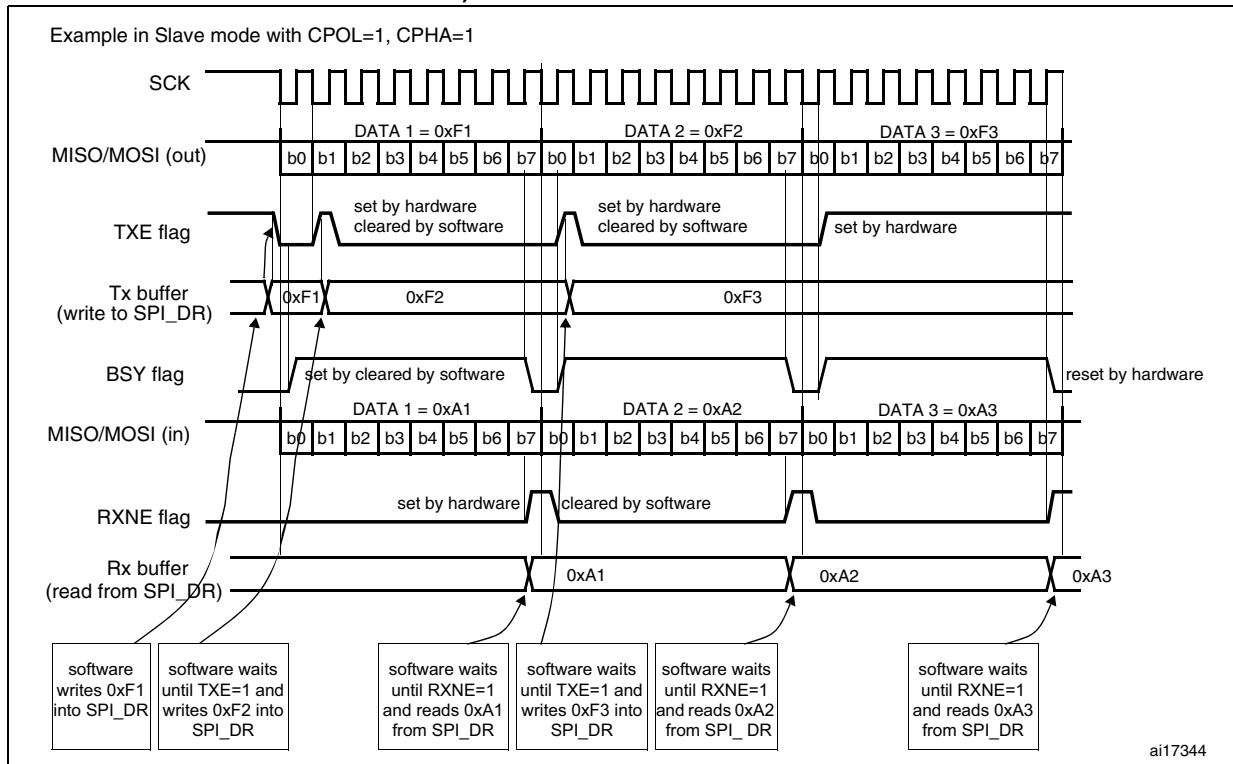 Example in Slave mode with CPOL=1, CPHA=1
SCK
DATA 1 = 0xF1 DATA 2 = 0xF2 DATA 3 = 0xF3
MISO/MOSI (out) b0 b1 b2 b3 b4 b5 b6 b7 b0 b1 b2 b3 b4 b5 b6 b7 b0 b1 b2 b3 b4 b5 b6 b7
set by hardware set by hardware
cleared by software cleared by software set by hardware
TXE flag
Tx buffer 0xF1 0xF2 0xF3
(write to SPI_DR)
BSY flag set by cleared by software reset by hardware
DATA 1 = 0xA1 DATA 2 = 0xA2 DATA 3 = 0xA3
MISO/MOSI (in) b0 b1 b2 b3 b4 b5 b6 b7 b0 b1 b2 b3 b4 b5 b6 b7 b0 b1 b2 b3 b4 b5 b6 b7
set by hardware cleared by software
RXNE flag
Rx buffer 0xA1 0xA2 0xA3
(read from SPI_DR)
software
writes 0xF1
into SPI_DR
software waits
until TXE=1 and
writes 0xF2 into
SPI_DR
software waits
until RXNE=1
and reads 0xA1
from SPI_DR
software waits
until TXE=1 and
writes 0xF3 into
SPI_DR
software waits
until RXNE=1
and reads 0xA2
from SPI_ DR
software waits
until RXNE=1
and reads 0xA3
from SPI_DR
ai17344